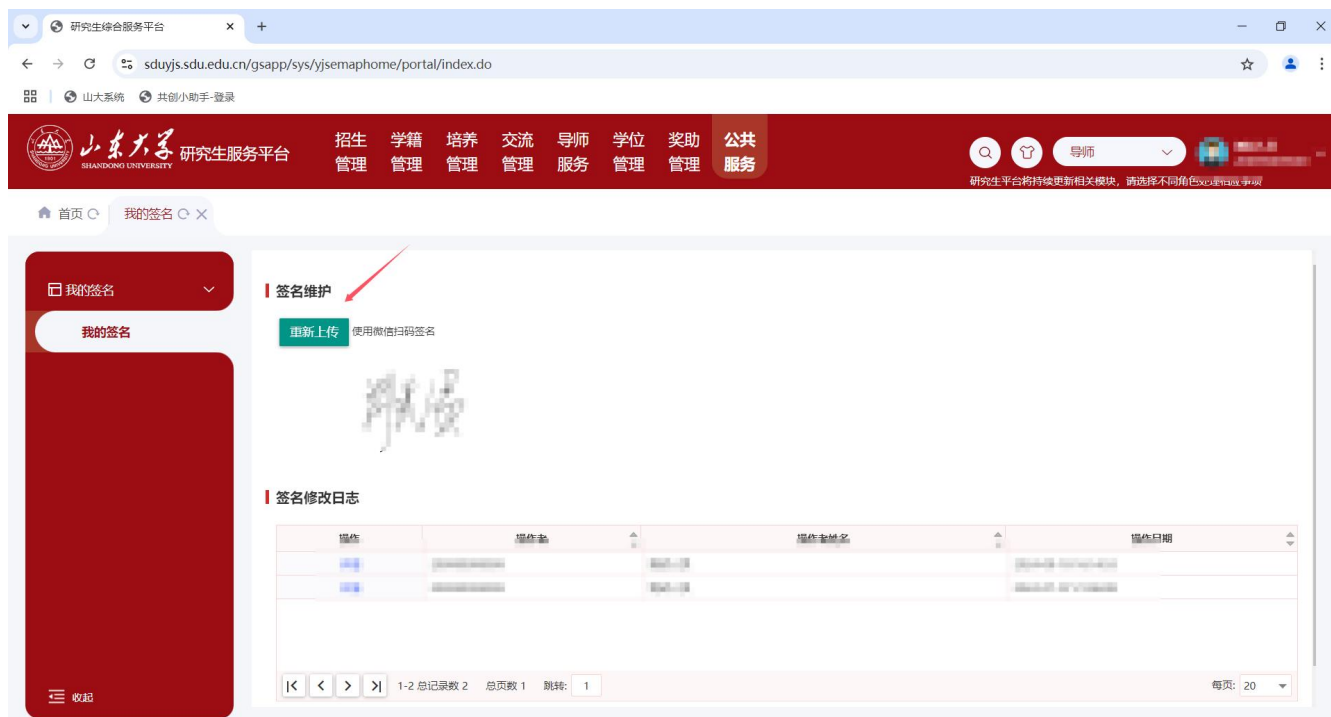 研究生综合服务平台
sduyjs.sdu.edu.cn/gsapp/sys/yjsemaphome/portal/index.do
山大系统 共创小助手-登录
山东大学 研究生服务平台
SHANDONG UNIVERSITY
招生管理 学籍管理 培养管理 交流管理 导师服务 学位管理 奖助管理 公共服务
导师
研究生平台将持续更新相关模块，请选择不同角色处理相应事项
首页 我的签名
我的签名
我的签名
收起
签名维护
重新上传 使用微信扫码签名
签名修改日志
操作 操作者 操作者姓名 操作日期
1-2 总记录数 2 总页数 1 跳转: 1
每页: 20